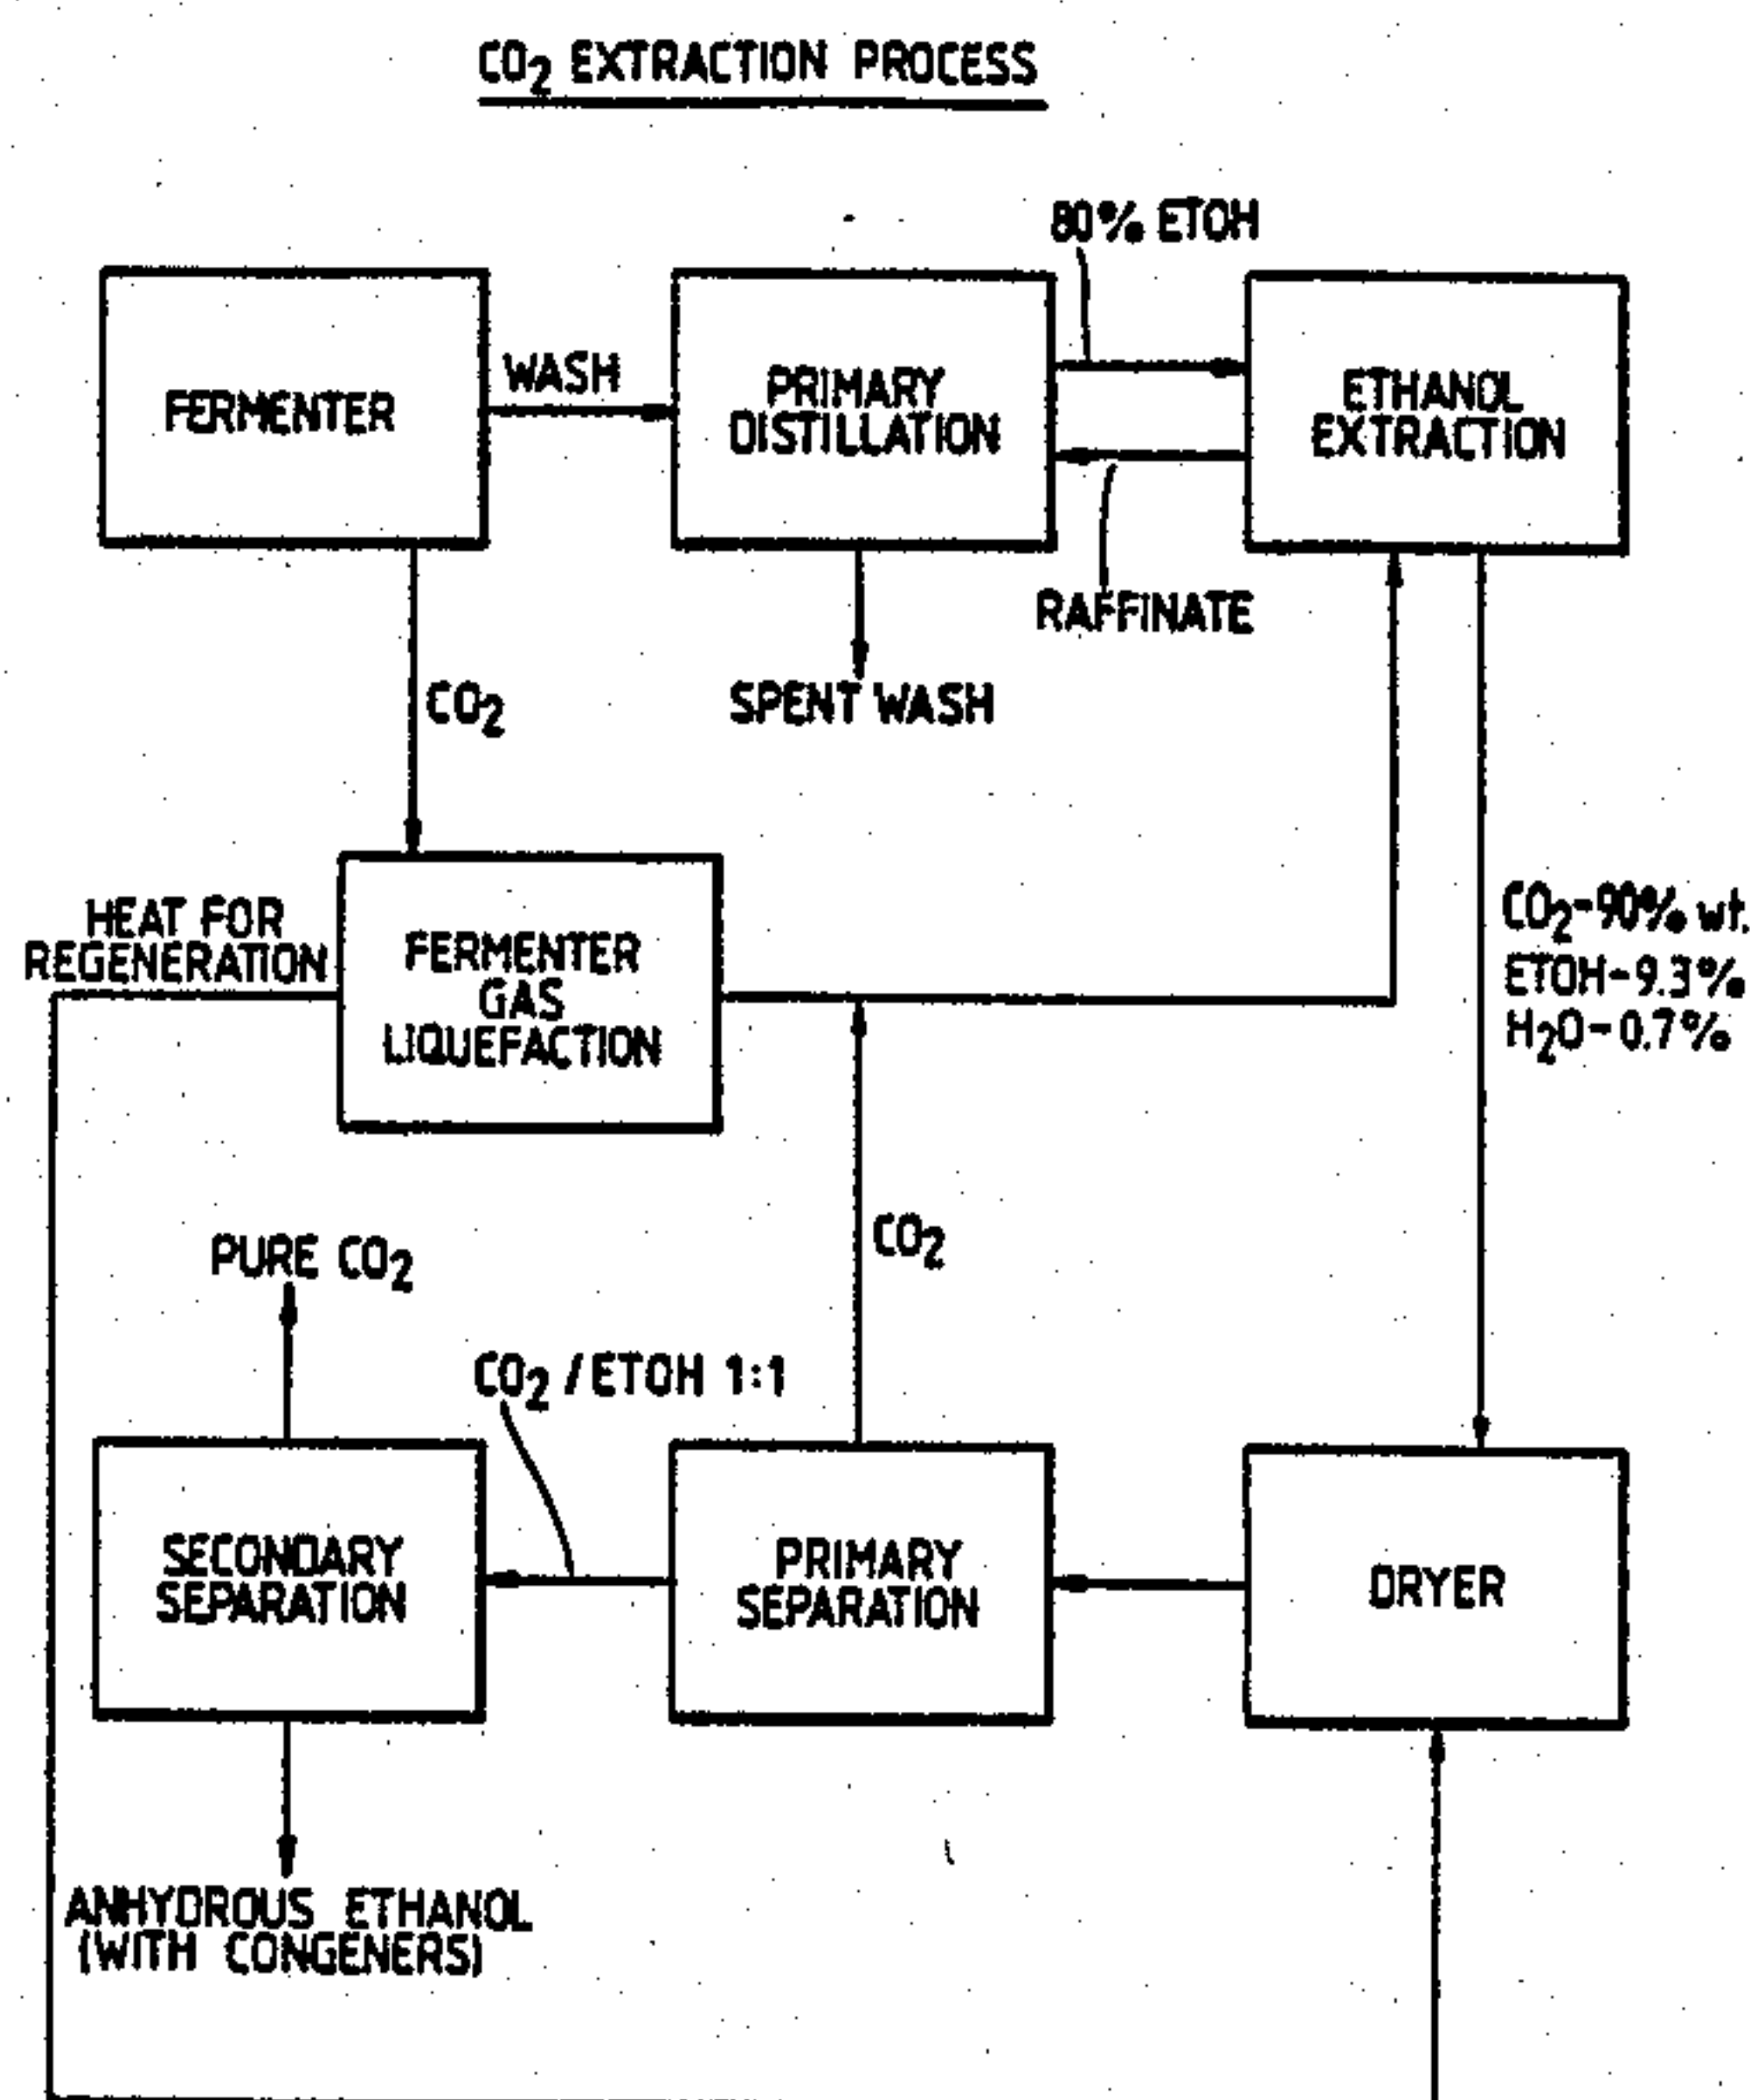 CO₂ EXTRACTION PROCESS
80% ETOH
FERMENTER
WASH
PRIMARY
DISTILLATION
ETHANOL
EXTRACTION
RAFFINATE
SPENT WASH
CO₂
HEAT FOR
REGENERATION
FERMENTER
GAS
LIQUEFACTION
CO₂-90% wt.
ETOH-9.3%
H₂O-0.7%
PURE CO₂
CO₂
CO₂/ETOH 1:1
SECONDARY
SEPARATION
PRIMARY
SEPARATION
DRYER
ANHYDROUS ETHANOL
(WITH CONGENERS)